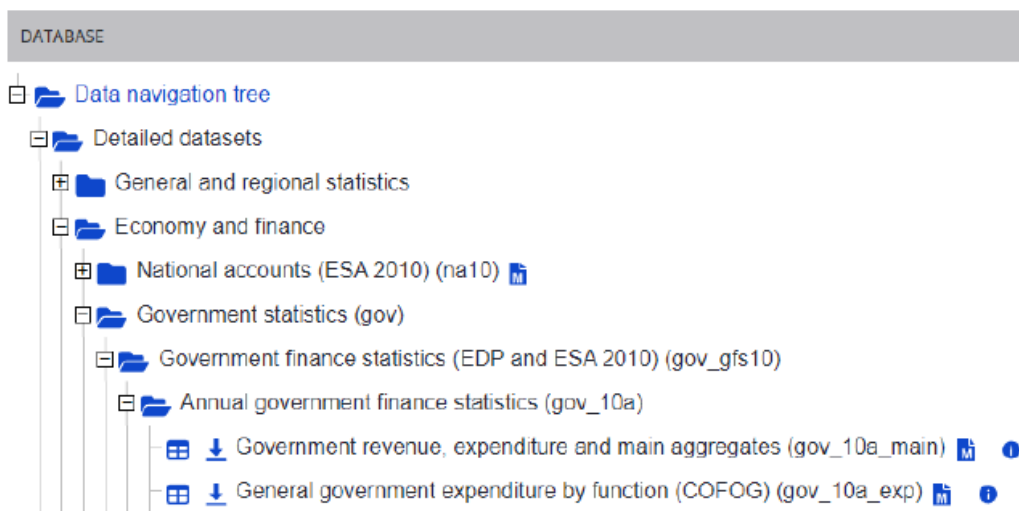 DATABASE
Data navigation tree
Detailed datasets
General and regional statistics
Economy and finance
National accounts (ESA 2010) (na10) M
Government statistics (gov)
Government finance statistics (EDP and ESA 2010) (gov_gfs10)
Annual government finance statistics (gov_10a)
Government revenue, expenditure and main aggregates (gov_10a_main) M i
General government expenditure by function (COFOG) (gov_10a_exp) M i